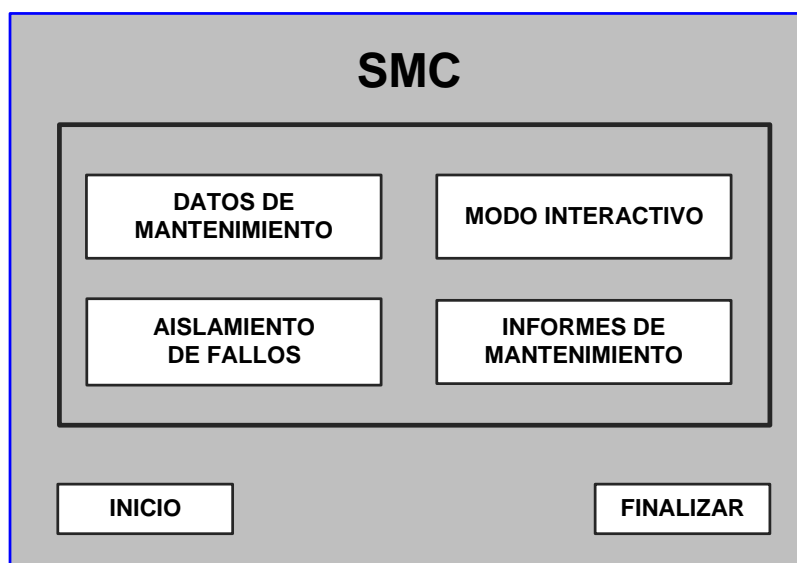 SMC
DATOS DE
MANTENIMIENTO
MODO INTERACTIVO
AISLAMIENTO
DE FALLOS
INFORMES DE
MANTENIMIENTO
INICIO
FINALIZAR